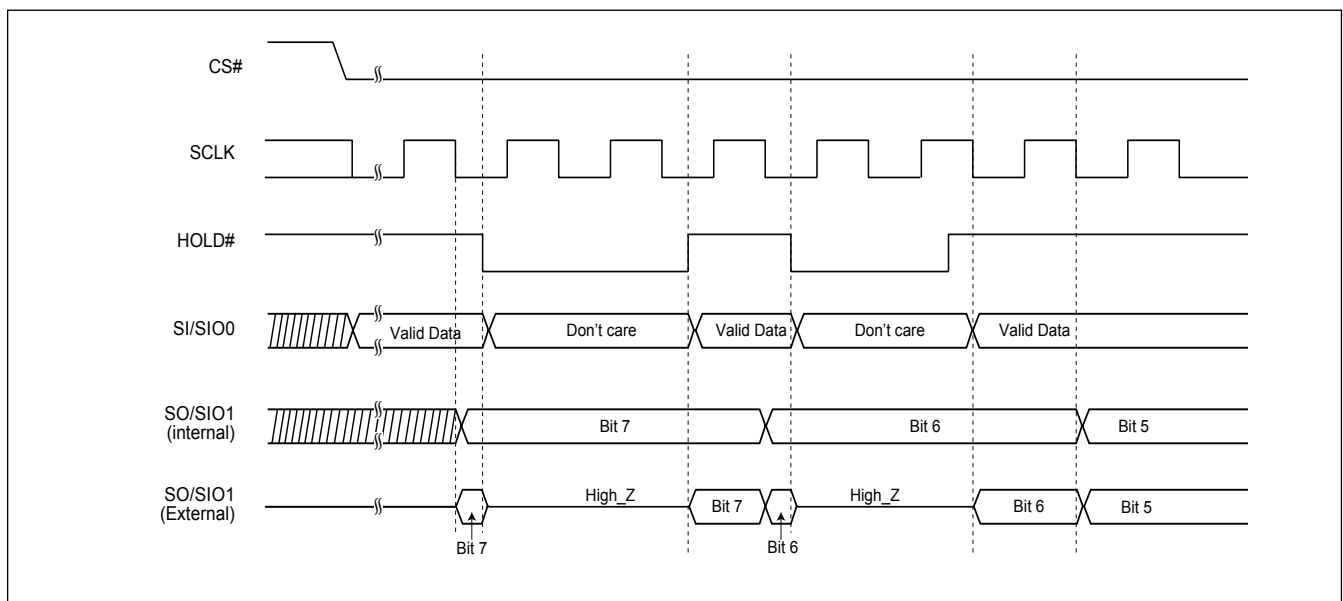 CS#
SCLK
HOLD#
SI/SIO0
Valid Data
Don't care
Valid Data
Don't care
Valid Data
SO/SIO1
(internal)
Bit 7
Bit 6
Bit 5
SO/SIO1
(External)
High_Z
Bit 7
High_Z
Bit 6
Bit 5
Bit 7
Bit 6